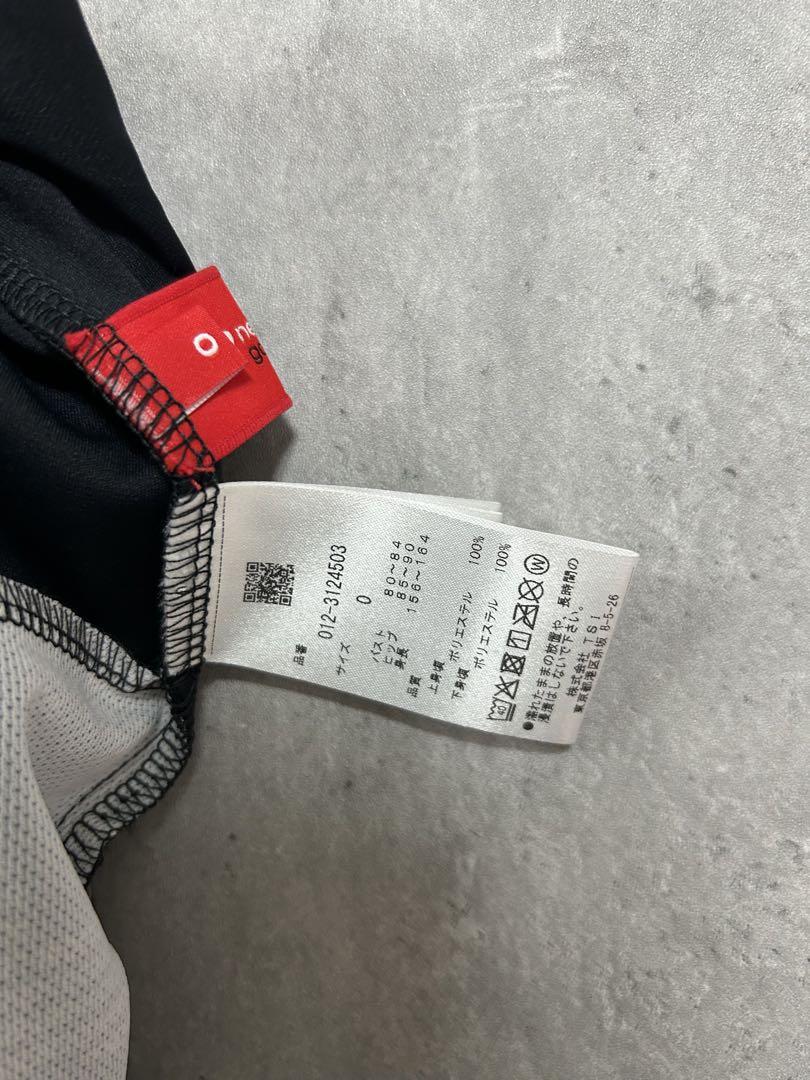 O
ne
go
品番 012-3124503
サイズ 0
バスト 80~84
ヒップ 85~90
身長 156~164
品質
上身頃 ポリエステル 100%
下身頃 ポリエステル 100%
40
W
●濡れたままの放置や、長時間の
浸漬はしないで下さい。
株式会社 TSI
東京都港区赤坂 8-5-26